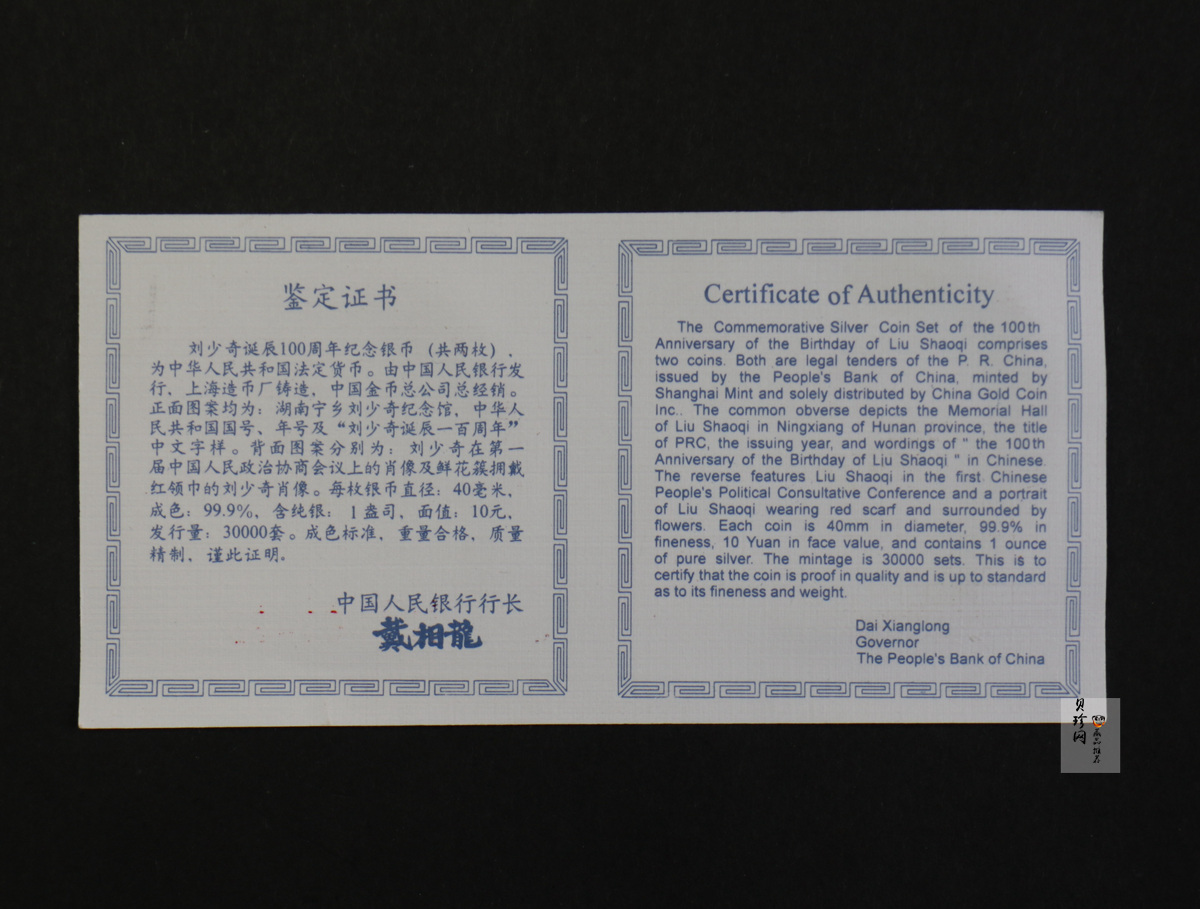 鉴定证书
刘少奇诞辰100周年纪念银币（共两枚），
为中华人民共和国法定货币。由中国人民银行发
行，上海造币厂铸造，中国金币总公司总经销。
正面图案均为：湖南宁乡刘少奇纪念馆，中华人
民共和国国号、年号及“刘少奇诞辰一百周年”
中文字样。背面图案分别为：刘少奇在第一
届中国人民政治协商会议上的肖像及鲜花簇拥戴
红领巾的刘少奇肖像。每枚银币直径：40毫米，
成色：99.9%，含纯银：1盎司，面值：10元，
发行量：30000套。成色标准，重量合格，质量
精制，谨此证明。
中国人民银行行长
戴相龍
Certificate of Authenticity
The Commemorative Silver Coin Set of the 100th
Anniversary of the Birthday of Liu Shaoqi comprises
two coins. Both are legal tenders of the P. R. China,
issued by the People's Bank of China, minted by
Shanghai Mint and solely distributed by China Gold Coin
Inc.. The common obverse depicts the Memorial Hall
of Liu Shaoqi in Ningxiang of Hunan province, the title
of PRC, the issuing year, and wordings of " the 100th
Anniversary of the Birthday of Liu Shaoqi " in Chinese.
The reverse features Liu Shaoqi in the first Chinese
People's Political Consultative Conference and a portrait
of Liu Shaoqi wearing red scarf and surrounded by
flowers. Each coin is 40mm in diameter, 99.9% in
fineness, 10 Yuan in face value, and contains 1 ounce
of pure silver. The mintage is 30000 sets. This is to
certify that the coin is proof in quality and is up to standard
as to its fineness and weight.
Dai Xianglong
Governor
The People's Bank of China
贝珍网